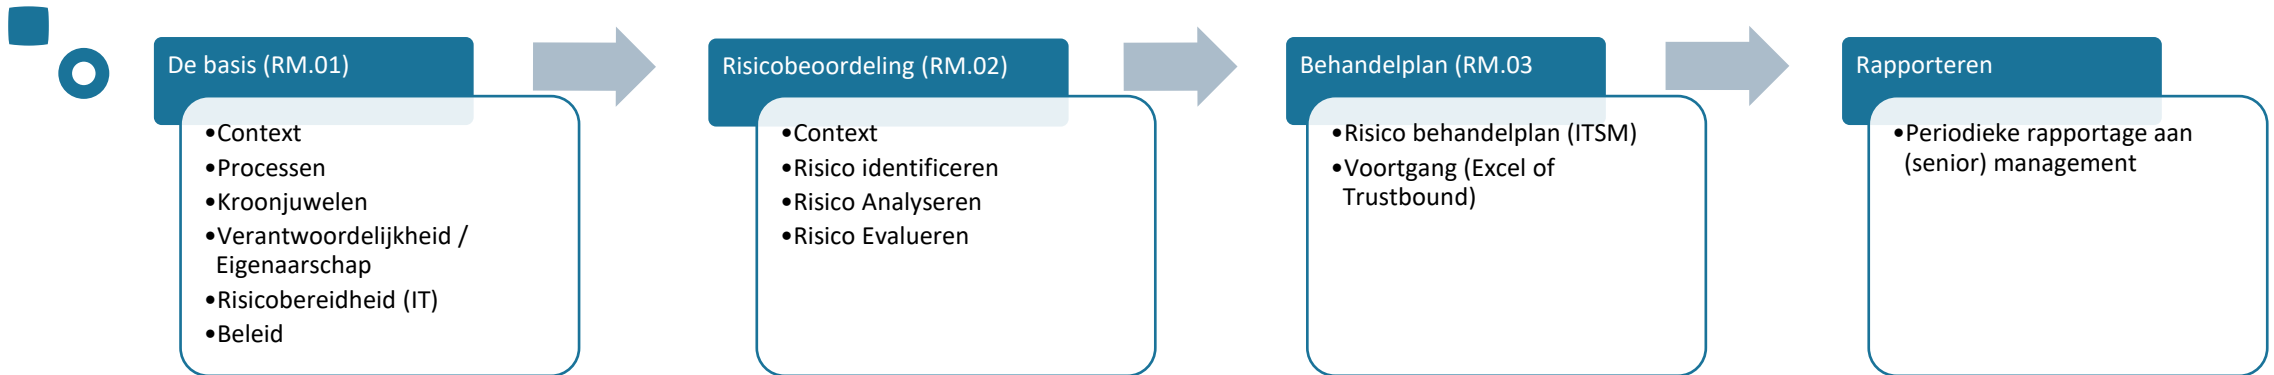 De basis (RM.01)
•Context
•Processen
•Kroonjuwelen
•Verantwoordelijkheid /
Eigenaarschap
•Risicobereidheid (IT)
•Beleid
Risicobeoordeling (RM.02)
•Context
•Risico identificeren
•Risico Analyseren
•Risico Evalueren
Behandelplan (RM.03
•Risico behandelplan (ITSM)
•Voortgang (Excel of
Trustbound)
Rapporteren
•Periodieke rapportage aan
(senior) management